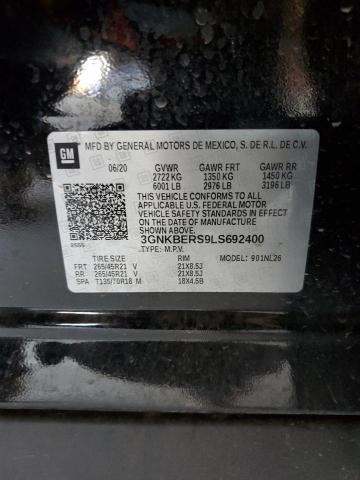 GM
MFD BY GENERAL MOTORS DE MEXICO, S. DE R.L. DE C.V.
06/20 GVWR GAWR FRT GAWR RR
2722 KG 1350 KG 1450 KG
6001 LB 2976 LB 3196 LB
THIS VEHICLE CONFORMS TO ALL
APPLICABLE U.S. FEDERAL MOTOR VEHICLE
SAFETY STANDARDS IN EFFECT ON THE
DATE OF MANUFACTURE SHOWN ABOVE.
3GNKBERS9LS692400
TYPE: M.P.V.
TIRE SIZE RIM MODEL: 901NL26
FRT 265/45R21 V 21X8.5J
RR 265/45R21 V 21X8.5J
SPA T135/70R18 M 18X4.5B